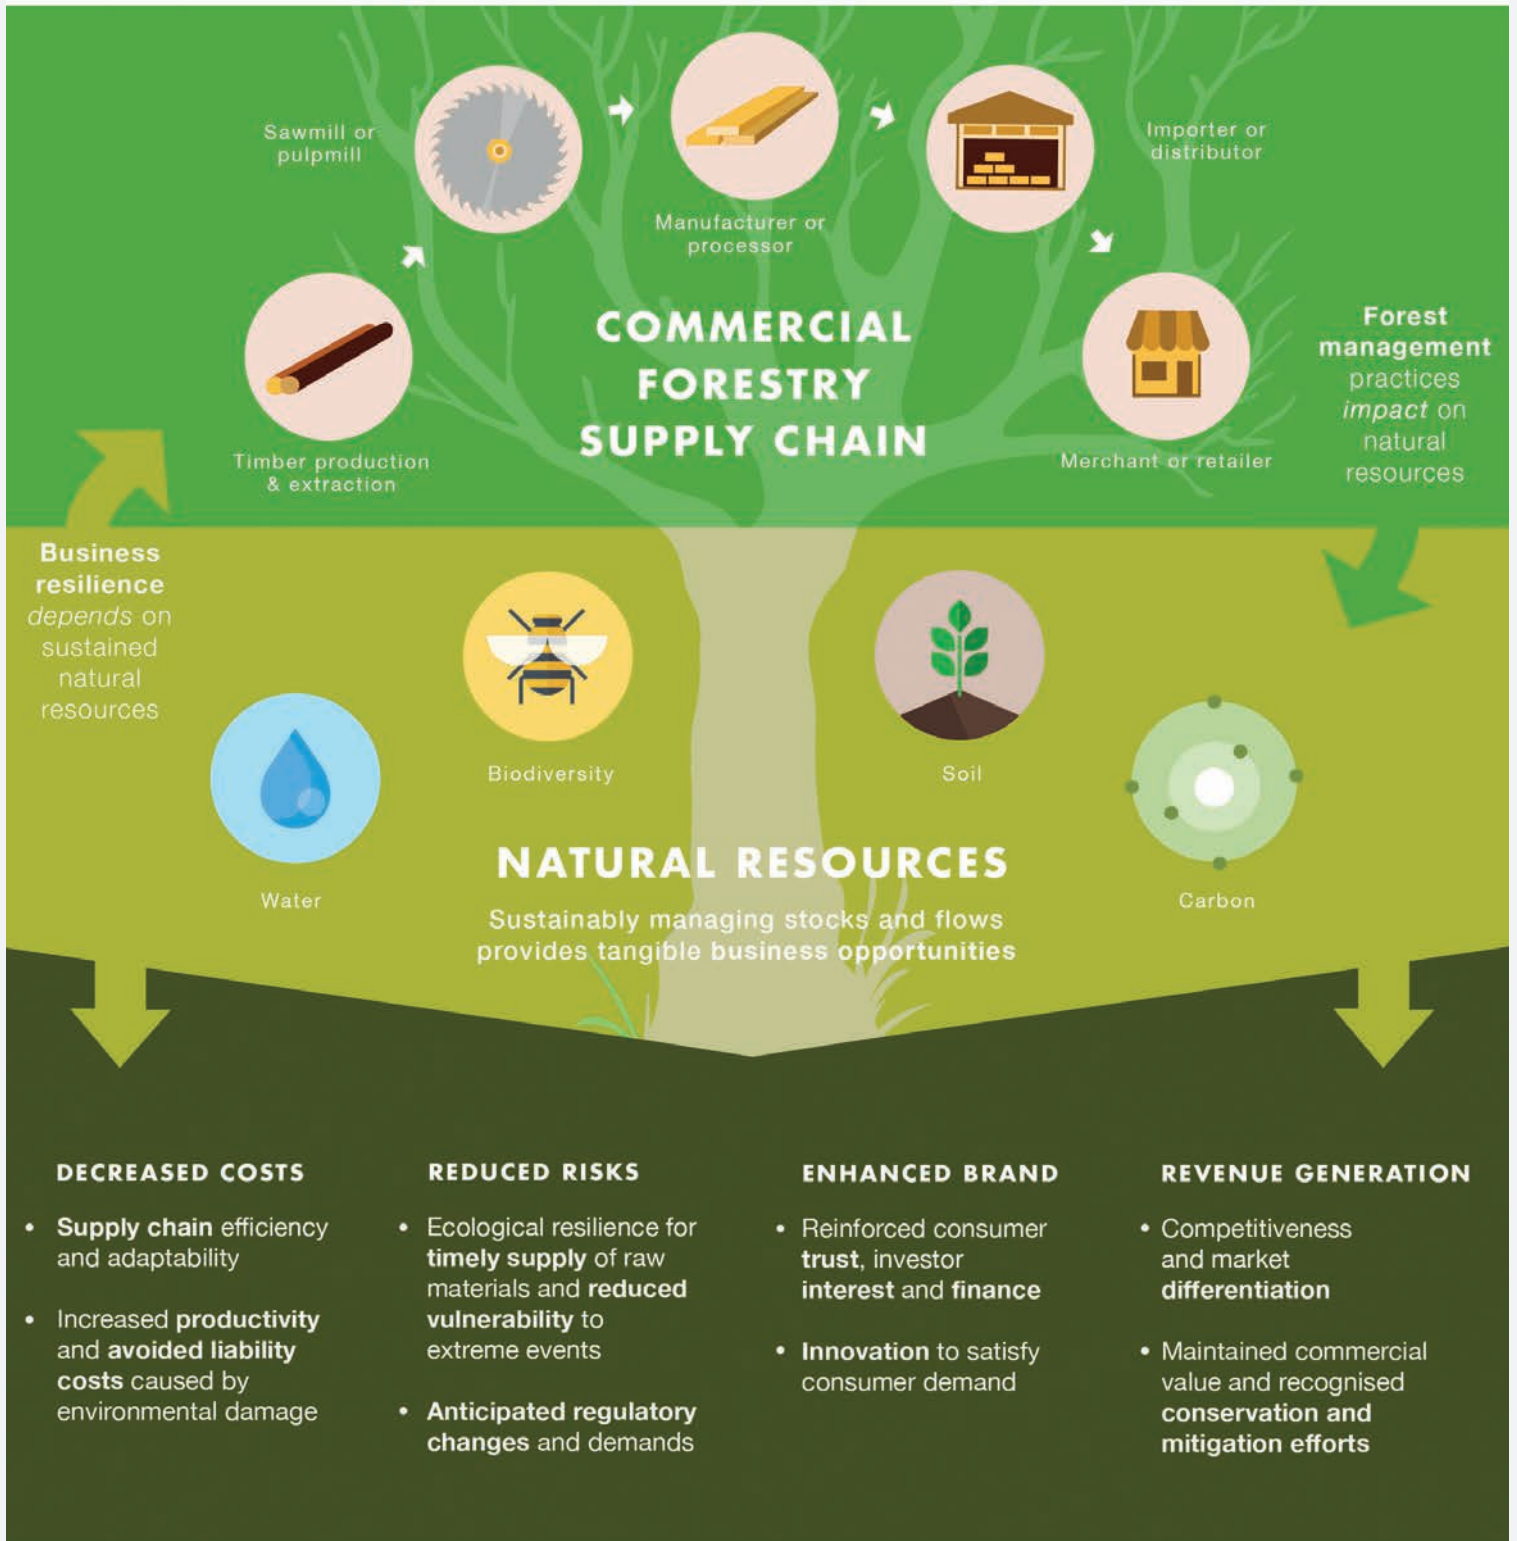 Sawmill or
pulpmill
Manufacturer or
processor
Importer or
distributor
Timber production
& extraction
COMMERCIAL
FORESTRY
SUPPLY CHAIN
Merchant or retailer
Forest
management
practices
impact on
natural
resources
Business
resilience
depends on
sustained
natural
resources
Water
Biodiversity
Soil
Carbon
NATURAL RESOURCES
Sustainably managing stocks and flows
provides tangible business opportunities
DECREASED COSTS
• Supply chain efficiency
and adaptability
• Increased productivity
and avoided liability
costs caused by
environmental damage
REDUCED RISKS
• Ecological resilience for
timely supply of raw
materials and reduced
vulnerability to
extreme events
• Anticipated regulatory
changes and demands
ENHANCED BRAND
• Reinforced consumer
trust, investor
interest and finance
• Innovation to satisfy
consumer demand
REVENUE GENERATION
• Competitiveness
and market
differentiation
• Maintained commercial
value and recognised
conservation and
mitigation efforts